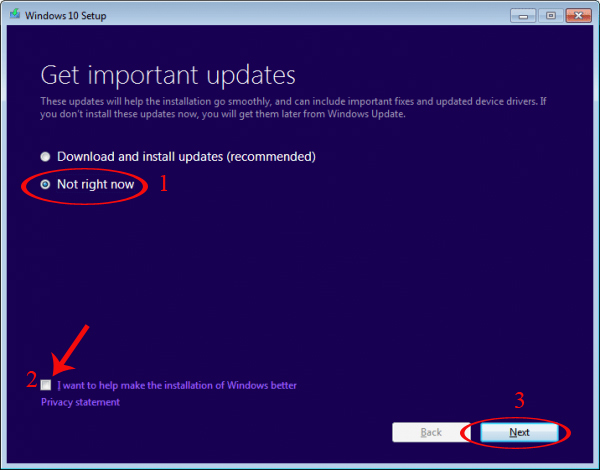 Windows 10 Setup
Get important updates
These updates will help the installation go smoothly, and can include important fixes and updated device drivers. If
you don't install these updates now, you will get them later from Windows Update.
Download and install updates (recommended)
Not right now 1
2 I want to help make the installation of Windows better
Privacy statement
3
Back Next